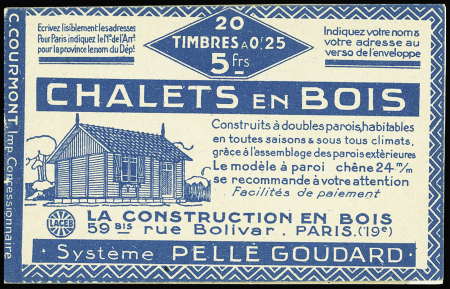 20
TIMBRES A 0f,25
5 frs
Ecrivez lisiblement les adresses
Pour Paris indiquez le N° de l'Arrt
pour la province le nom du Dépt
Indiquez votre nom &
votre adresse au
verso de l'enveloppe
CHALETS EN BOIS
Construits à doubles parois, habitables
en toutes saisons & sous tous climats,
grâce à l'assemblage des parois extérieures
Le modèle à paroi chêne 24 m/m
se recommande à votre attention
Facilités de paiement
LACEB
LA CONSTRUCTION EN BOIS
59 BIS rue Bolivar. PARIS. (19e)
Système PELLÈ GOUDARD
C. COURMONT, Imp. Concessionnaire